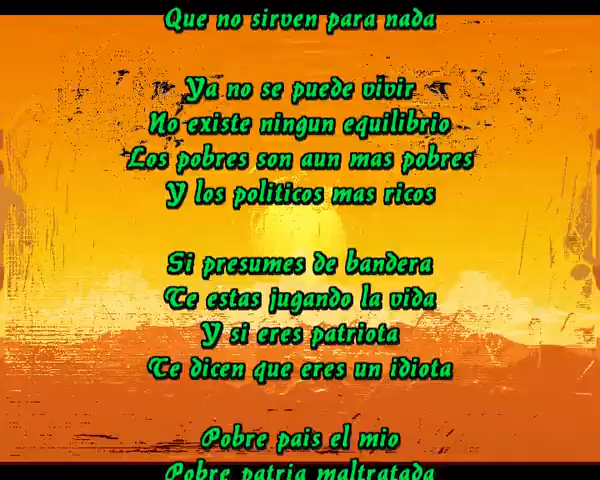 Que no sirven para nada
Ya no se puede vivir
No existe ningun equilibrio
Los pobres son aun mas pobres
Y los politicos mas ricos
Si presumes de bandera
Te estas jugando la vida
Y si eres patriota
Te dicen que eres un idiota
Pobre pais el mio
Pobre patria maltratada